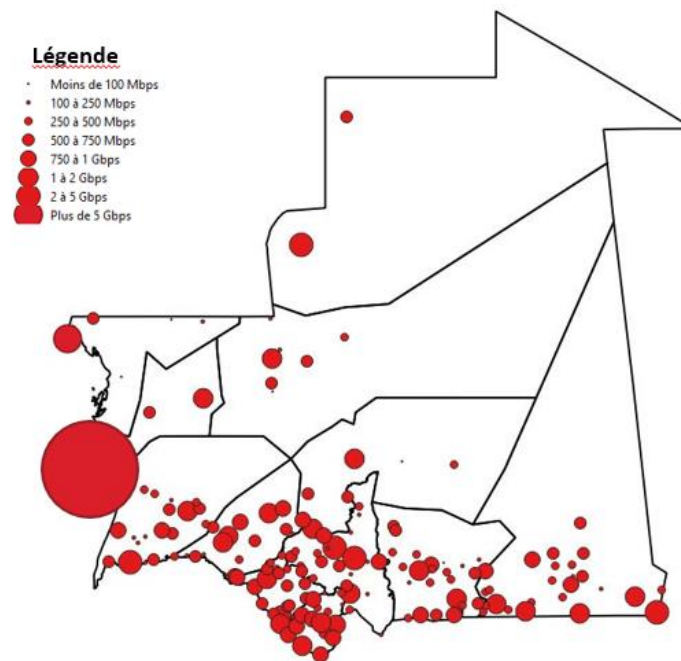 Légende
Moins de 100 Mbps
100 à 250 Mbps
250 à 500 Mbps
500 à 750 Mbps
750 à 1 Gbps
1 à 2 Gbps
2 à 5 Gbps
Plus de 5 Gbps